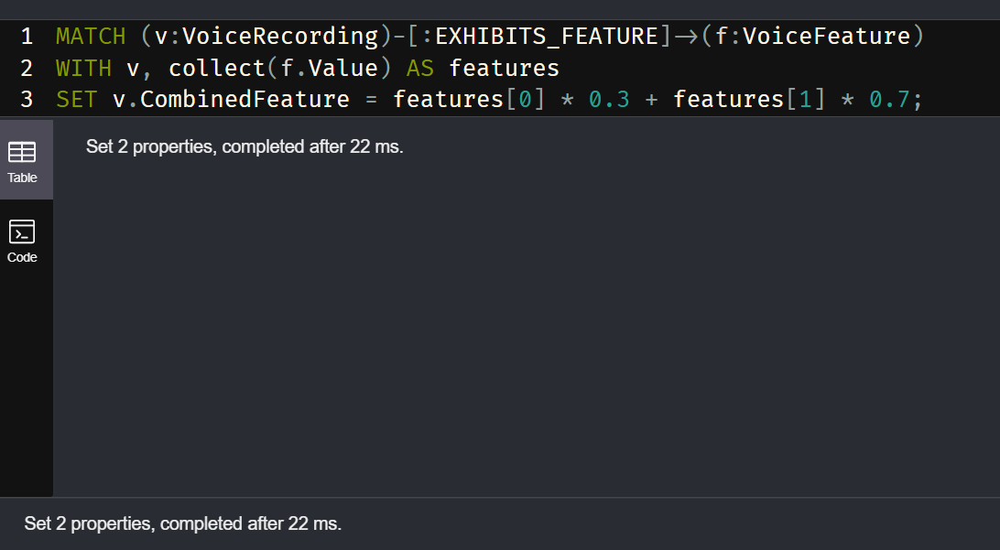 1 MATCH (v:VoiceRecording)-[:EXHIBITS_FEATURE]->(f:VoiceFeature)
2 WITH v, collect(f.Value) AS features
3 SET v.CombinedFeature = features[0] * 0.3 + features[1] * 0.7;
Set 2 properties, completed after 22 ms.
Table
Code
Set 2 properties, completed after 22 ms.